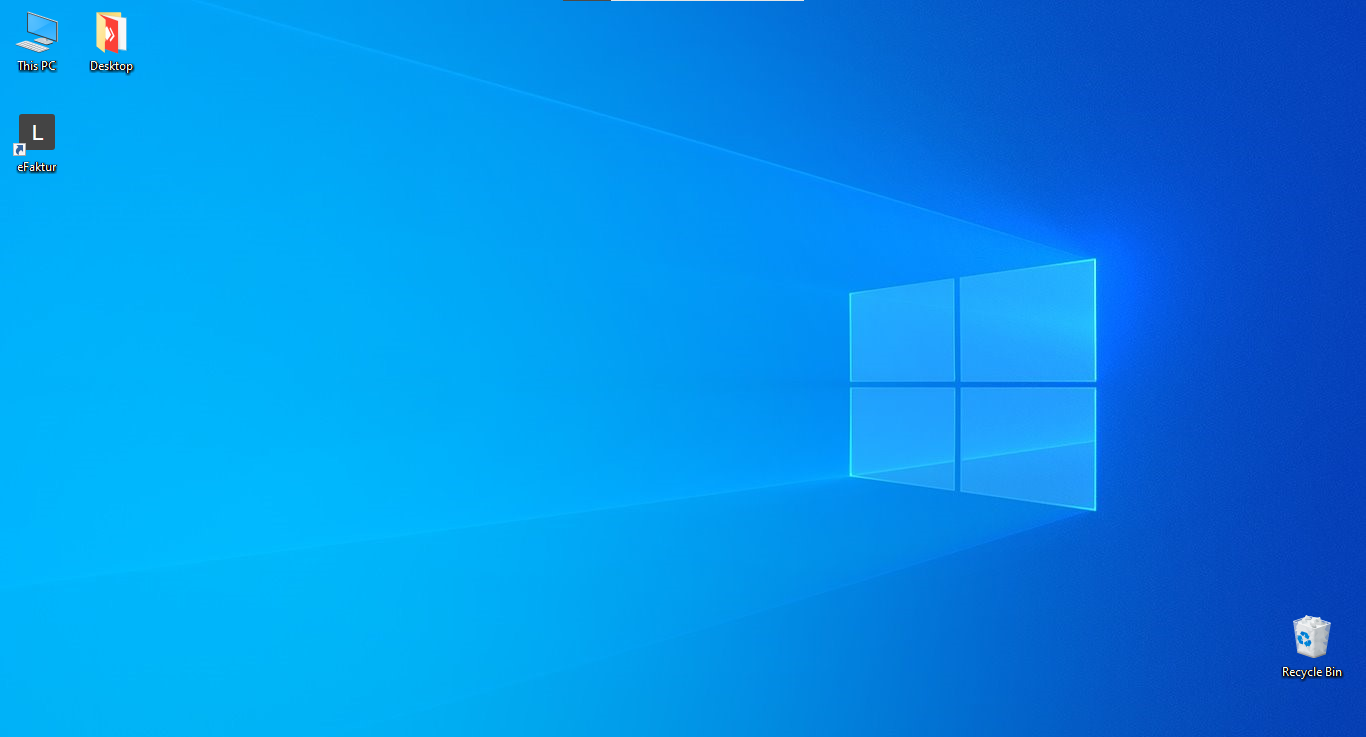 This PC
Desktop
L
eFaktur
Recycle Bin